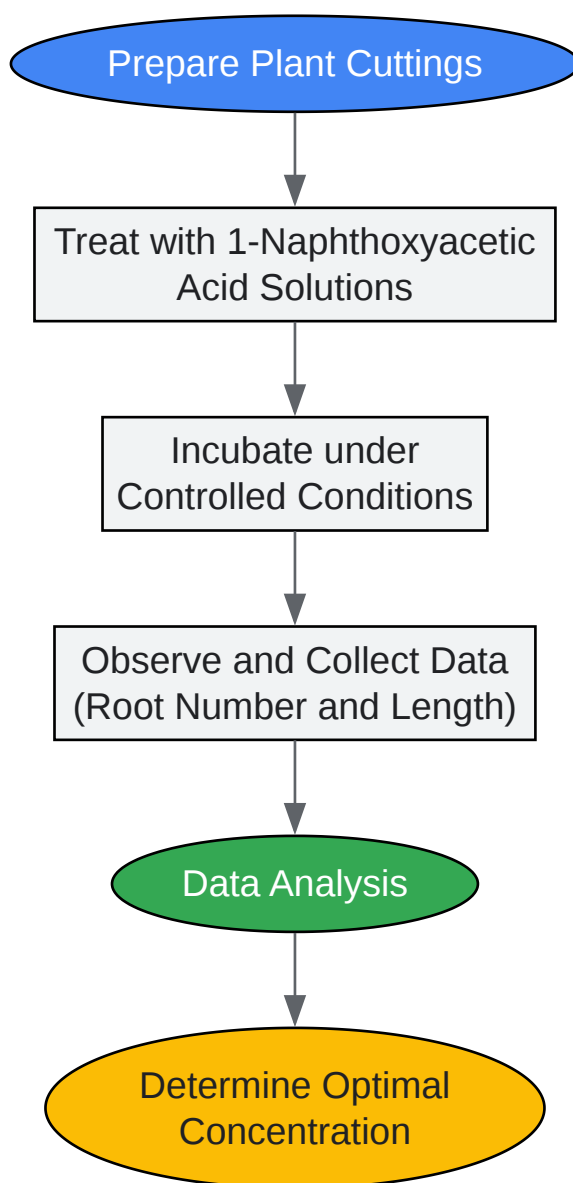 Prepare Plant Cuttings
Treat with 1-Naphthoxyacetic
Acid Solutions
Incubate under
Controlled Conditions
Observe and Collect Data
(Root Number and Length)
Data Analysis
Determine Optimal
Concentration